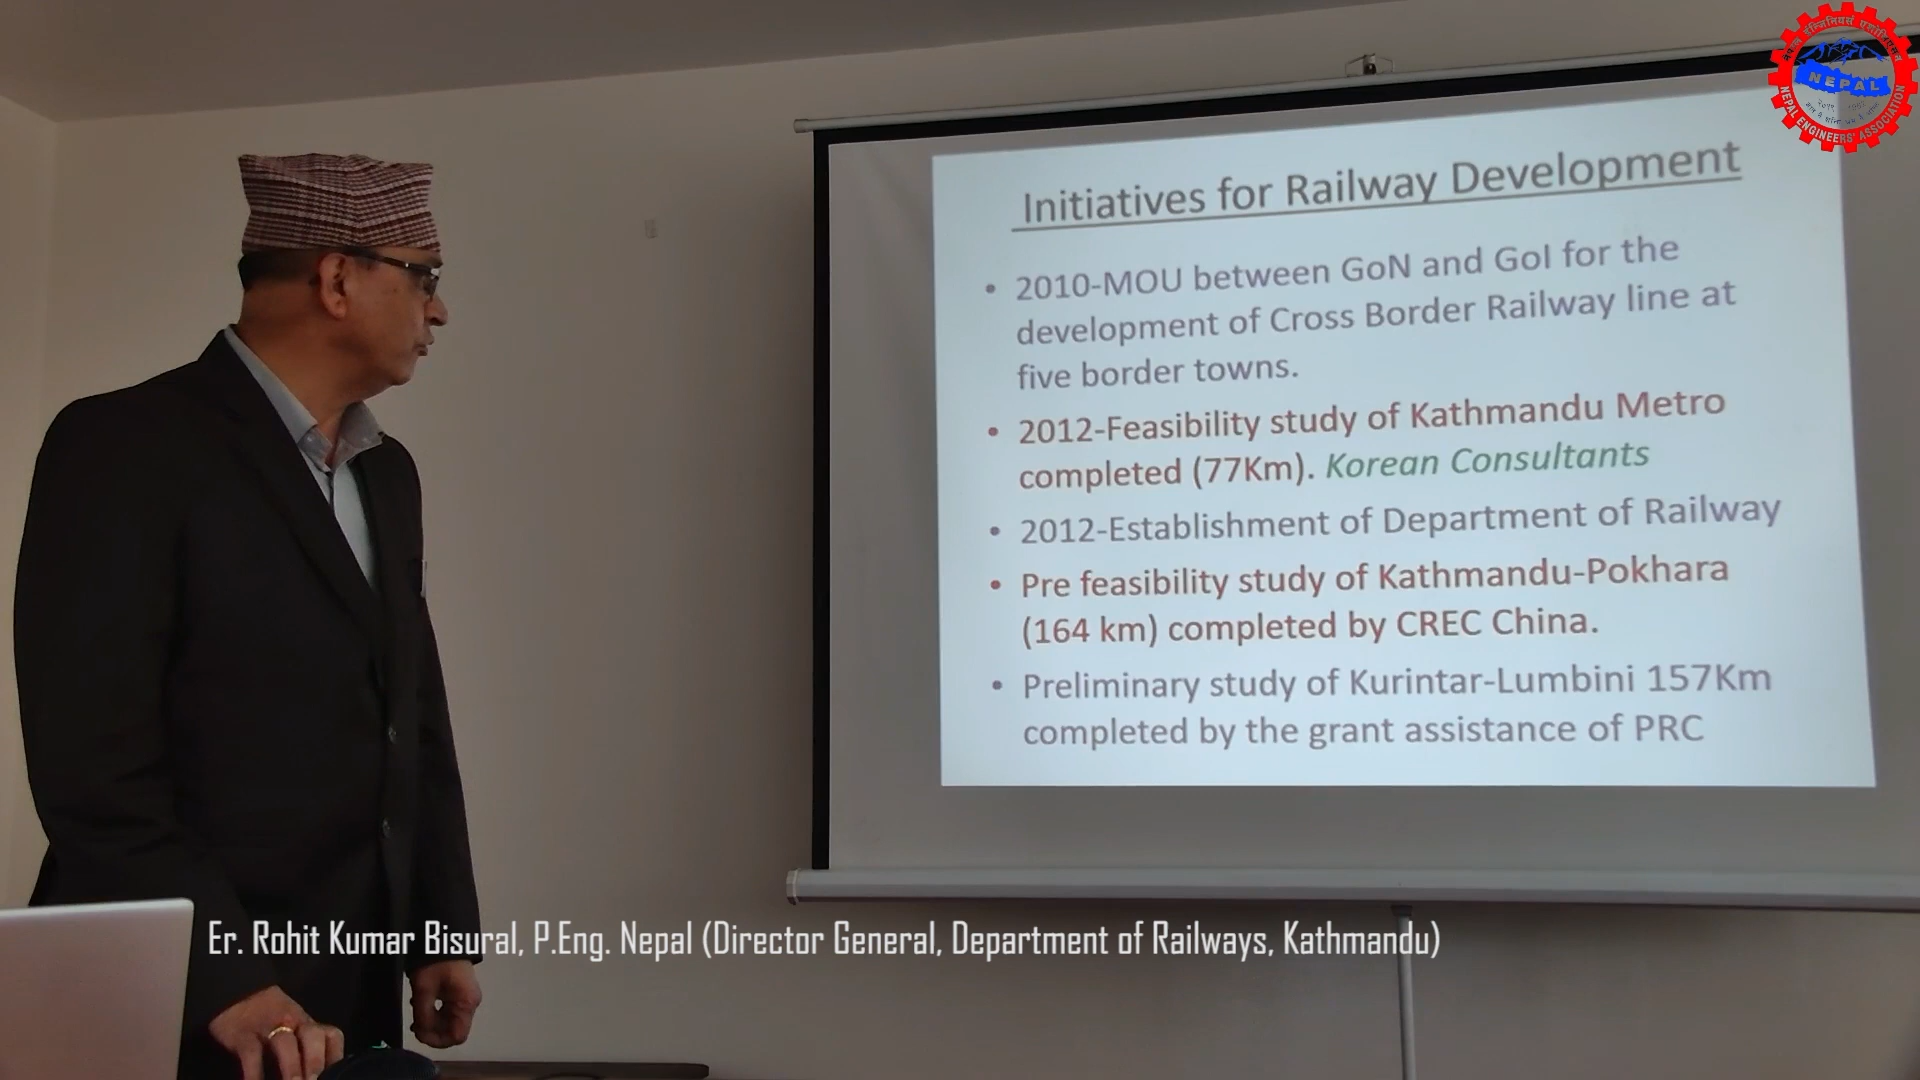 नेपाल इन्जिनियर्स एसोसिएसन
NEPAL
NEPAL ENGINEERS' ASSOCIATION
Initiatives for Railway Development
• 2010-MOU between GoN and GoI for the
development of Cross Border Railway line at
five border towns.
• 2012-Feasibility study of Kathmandu Metro
completed (77Km). Korean Consultants
• 2012-Establishment of Department of Railway
• Pre feasibility study of Kathmandu-Pokhara
(164 km) completed by CREC China.
• Preliminary study of Kurintar-Lumbini 157Km
completed by the grant assistance of PRC
Er. Rohit Kumar Bisural, P.Eng. Nepal (Director General, Department of Railways, Kathmandu)